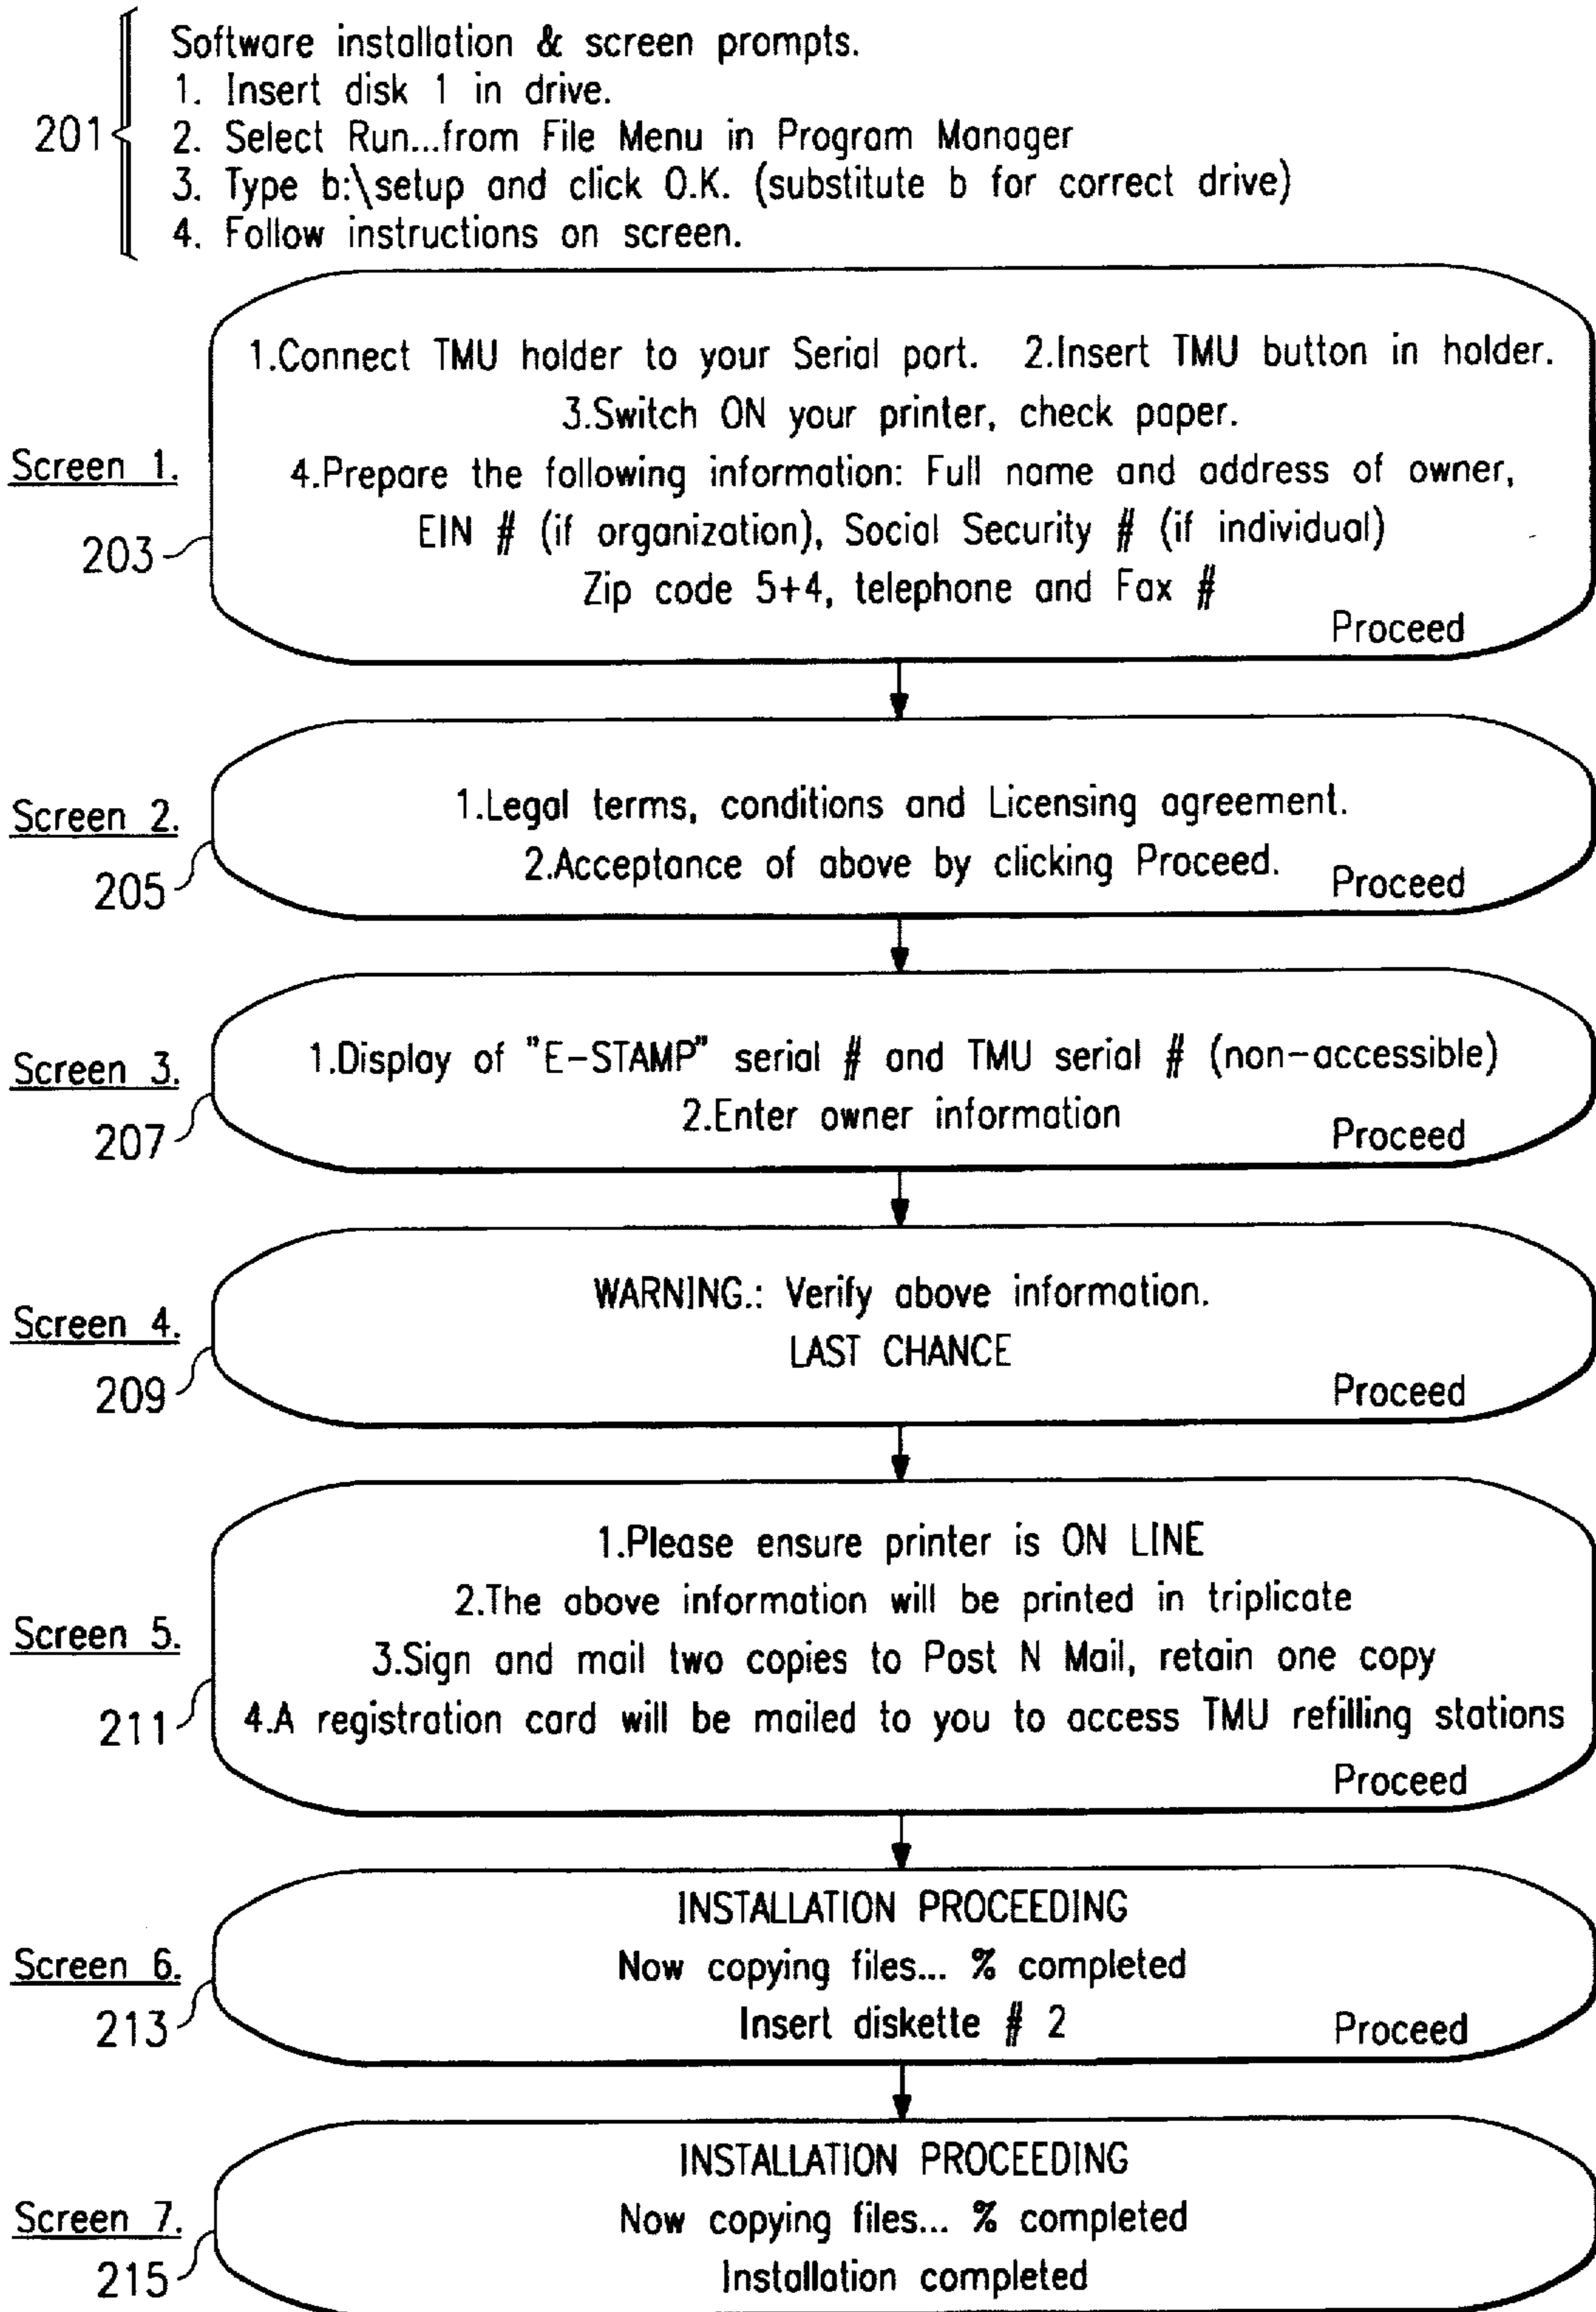 Software installation & screen prompts.
1. Insert disk 1 in drive.
201
2. Select Run...from File Menu in Program Manager
3. Type b:\setup and click O.K. (substitute b for correct drive)
4. Follow instructions on screen.
1.Connect TMU holder to your Serial port. 2.Insert TMU button in holder.
3.Switch ON your printer, check paper.
Screen 1.
4.Prepare the following information: Full name and address of owner,
EIN # (if organization), Social Security # (if individual)
203
Zip code 5+4, telephone and Fax #
Proceed
Screen 2.
1.Legal terms, conditions and Licensing agreement.
2.Acceptance of above by clicking Proceed.
Proceed
205
Screen 3.
1.Display of "E-STAMP" serial # and TMU serial # (non-accessible)
2.Enter owner information
Proceed
207
WARNING.: Verify above information.
Screen 4.
LAST CHANCE
Proceed
209
1.Please ensure printer is ON LINE
2.The above information will be printed in triplicate
Screen 5.
3.Sign and mail two copies to Post N Mail, retain one copy
4.A registration card will be mailed to you to access TMU refilling stations
211
Proceed
INSTALLATION PROCEEDING
Screen 6.
Now copying files... % completed
Insert diskette # 2
Proceed
213
INSTALLATION PROCEEDING
Screen 7.
Now copying files... % completed
Installation completed
215